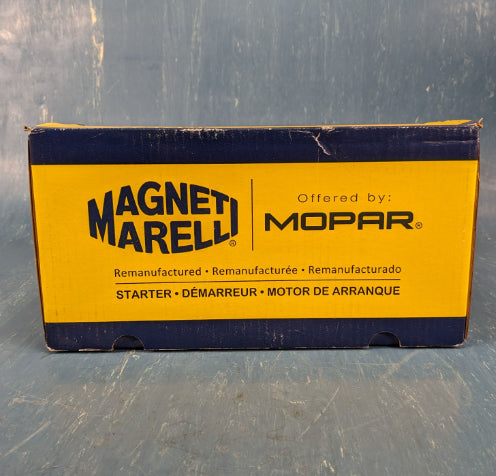 MAGNETI
MARELLI®
Offered by:
MOPAR®
Remanufactured • Remanufacturée • Remanufacturado
STARTER • DÉMARREUR • MOTOR DE ARRANQUE